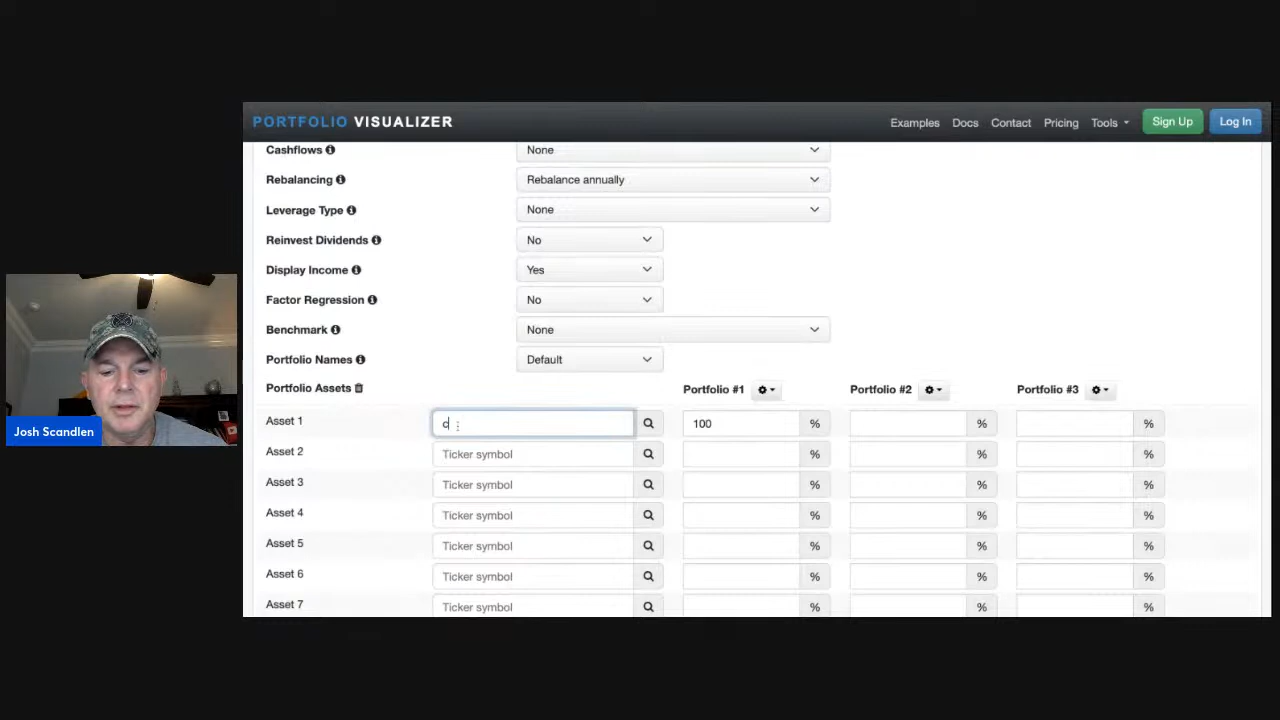 PORTFOLIO VISUALIZER
Examples Docs Contact Pricing Tools Sign Up Log In
Cashflows None
Rebalancing Rebalance annually
Leverage Type None
Reinvest Dividends No
Display Income Yes
Factor Regression No
Benchmark None
Portfolio Names Default
Portfolio Assets Portfolio #1 Portfolio #2 Portfolio #3
Asset 1 c 100 % % %
Asset 2 Ticker symbol % % %
Asset 3 Ticker symbol % % %
Asset 4 Ticker symbol % % %
Asset 5 Ticker symbol % % %
Asset 6 Ticker symbol % % %
Asset 7 Ticker symbol % % %
Josh Scandlen